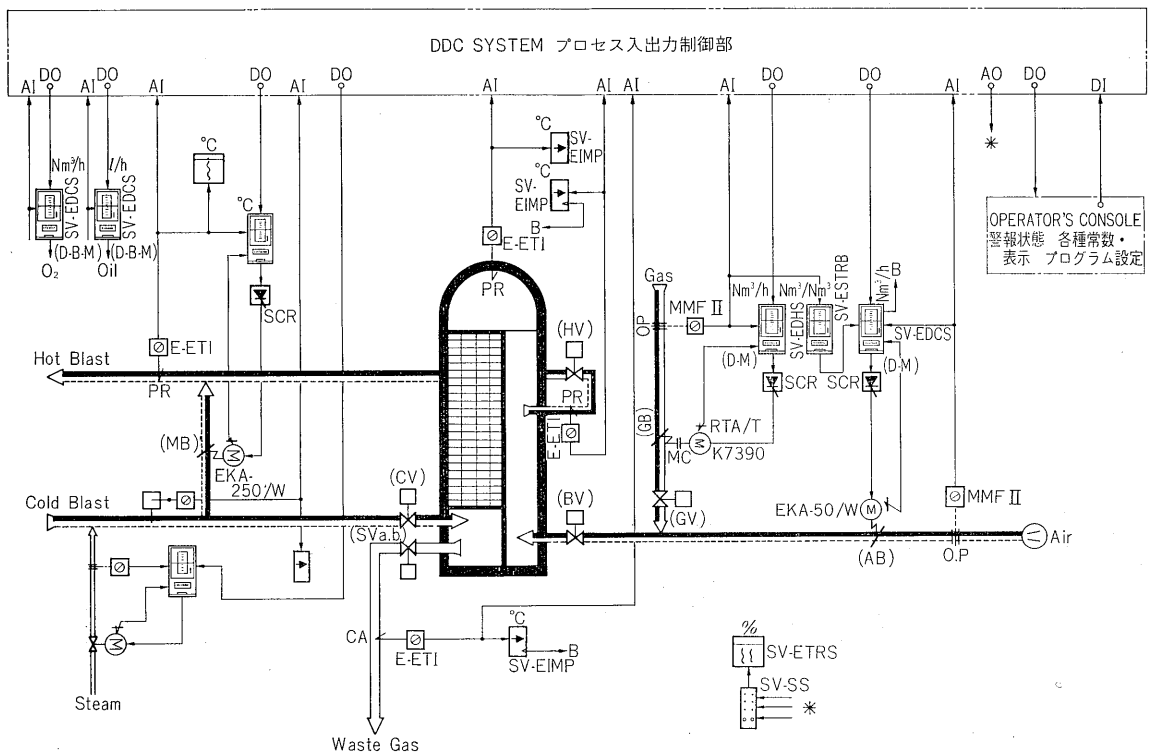 DDC SYSTEM プロセス入出力制御部
AI DO AI DO AI DO AI DO AI AI AI AI DO DO AI AO DO DI
Nm³/h
l/h
SV-EDCS
SV-EDCS
(D-B-M)
(D-B-M)
O₂
Oil
°C
°C
SCR
°C
SV-EIMP
°C
SV-EIMP
B
E-ETI
PR
Gas
O.P
MMF II
Nm³/h
Nm³/Nm³
SV-EDHS
SV-ESTRB
Nm³/h
B
SV-EDCS
(D-M)
(D-M)
SCR
SCR
*
OPERATOR'S CONSOLE
警報状態 各種常数・
表示 プログラム設定
E-ETI
Hot Blast
PR
(HV)
PR
E-ETI
(GB)
RTA/T
MC
M
K7390
(MB)
M
EKA-
250/W
Cold Blast
(CV)
(SVa.b)
(BV)
(GV)
EKA-50/W
M
MMF II
(AB)
O.P
Air
M
Steam
CA
E-ETI
°C
SV-EIMP
B
Waste Gas
%
SV-ETRS
SV-SS
*